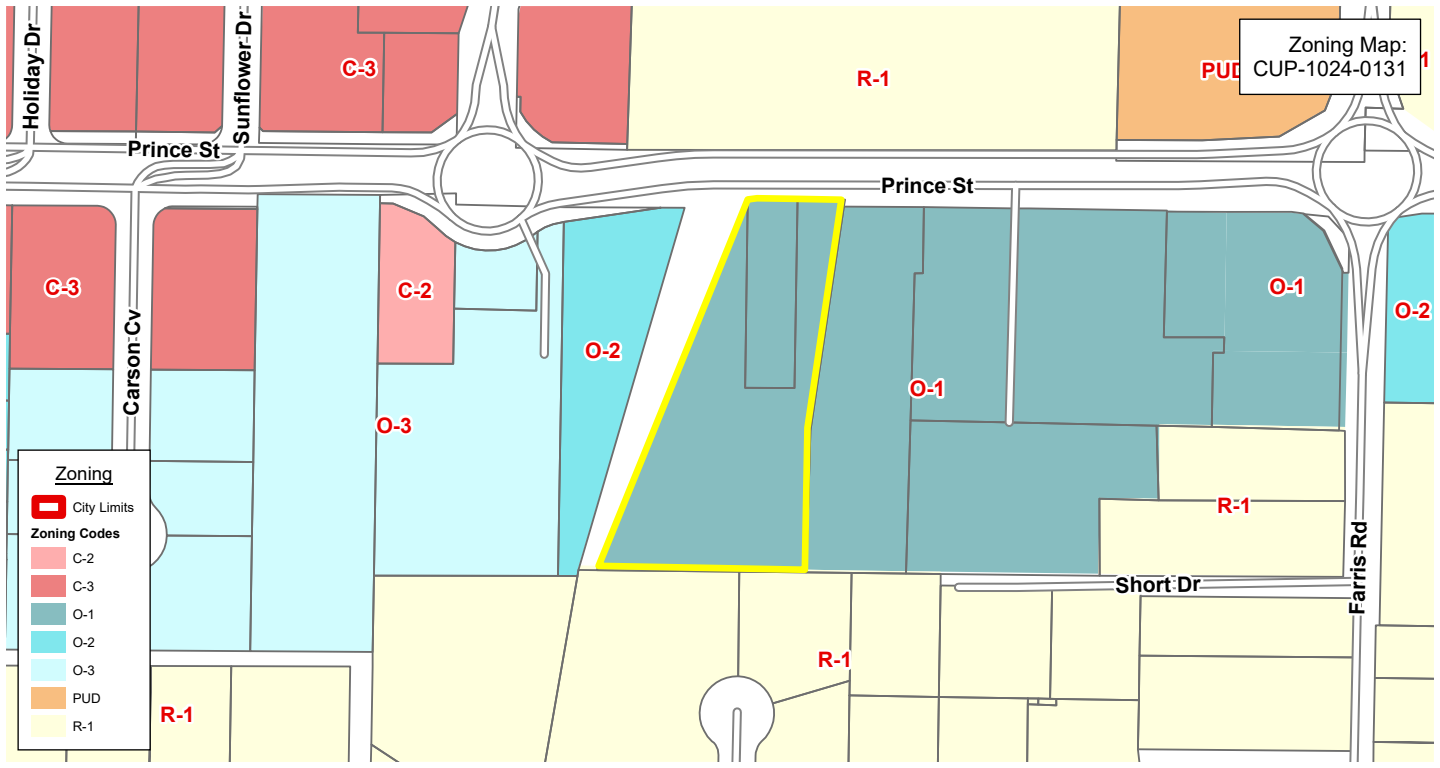 Holiday Dr
Sunflower Dr
C-3
R-1
PUD
Zoning Map:
CUP-1024-0131
1
Prince St
Prince St
C-3
Carson Cv
C-2
O-2
O-1
O-2
O-1
O-3
R-1
Farris Rd
Short Dr
R-1
R-1
Zoning
City Limits
Zoning Codes
C-2
C-3
O-1
O-2
O-3
PUD
R-1